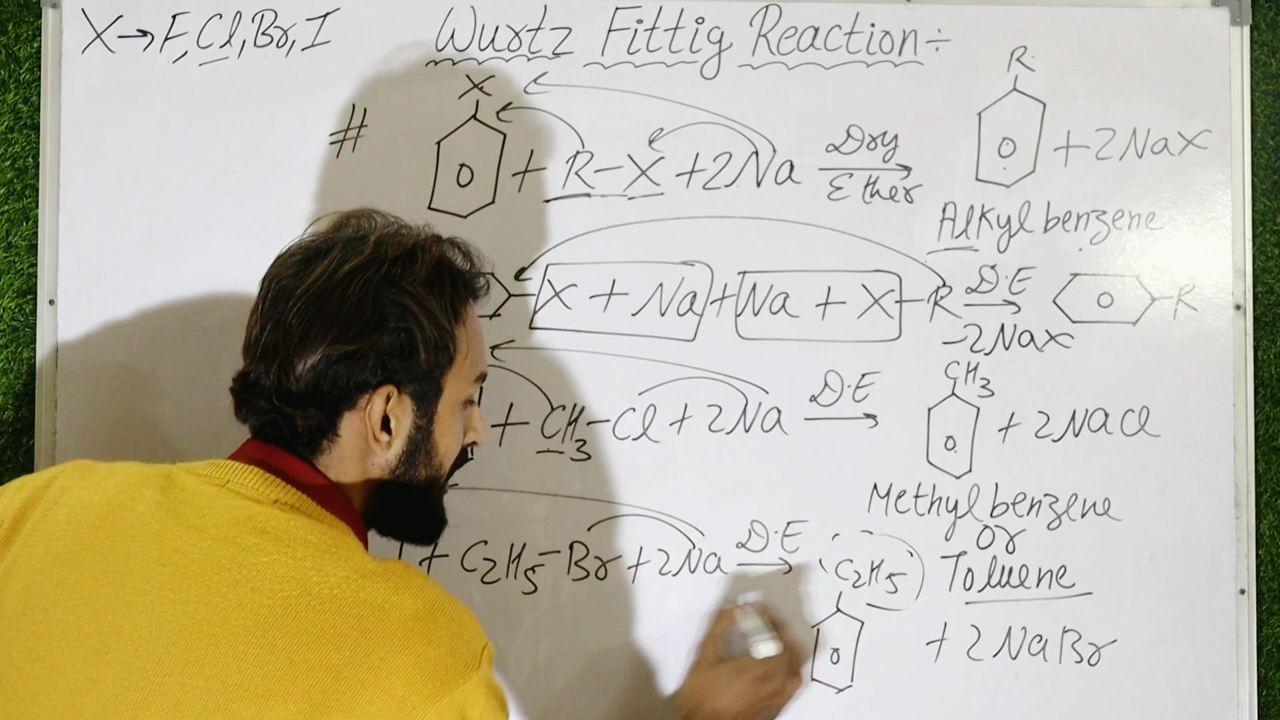 X→F,Cl,Br,I
Wurtz Fittig Reaction÷
X R
# + R-X +2Na Dry Ether + 2NaX
Alkyl benzene
-X + Na + Na + X - R D.E -R
-2NaX
CH3
+ CH3-Cl + 2Na D.E + 2NaCl
Methyl benzene
or
Toluene
+ C2H5-Br +2Na D.E C2H5
+ 2NaBr